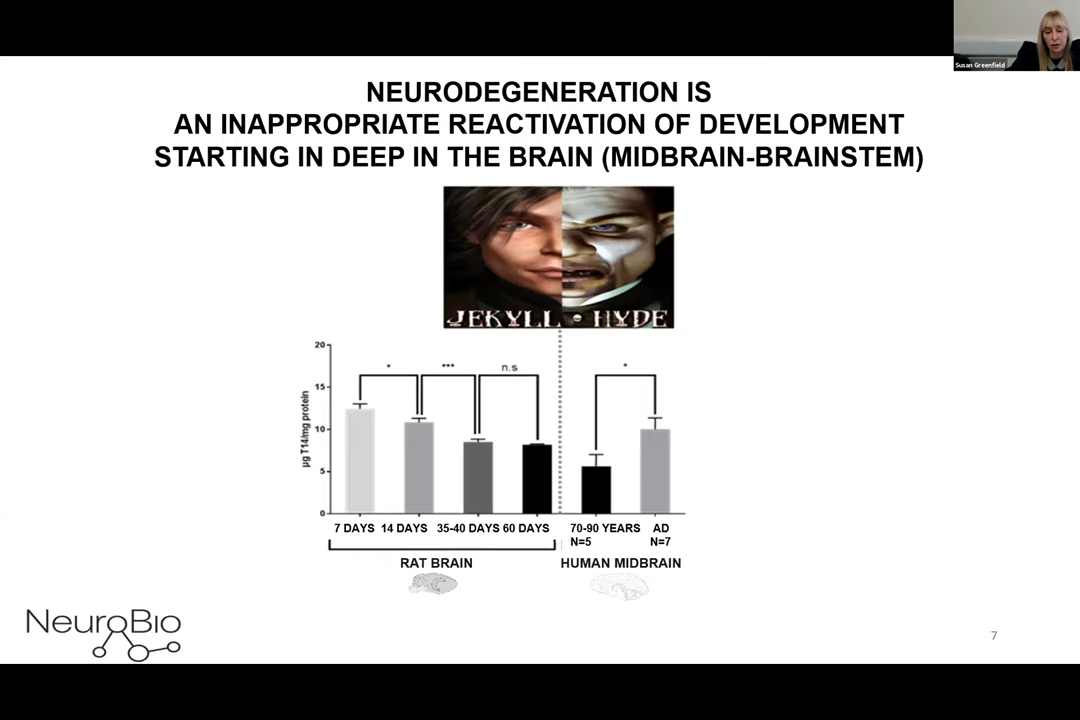 Susan Greenfield
NEURODEGENERATION IS
AN INAPPROPRIATE REACTIVATION OF DEVELOPMENT
STARTING IN DEEP IN THE BRAIN (MIDBRAIN-BRAINSTEM)
JEKYLL • HYDE
µg T14/mg protein
20
15
10
5
0
*
***
n.s
*
7 DAYS 14 DAYS 35-40 DAYS 60 DAYS
70-90 YEARS AD
N=5 N=7
RAT BRAIN
HUMAN MIDBRAIN
NEUROBIO
7